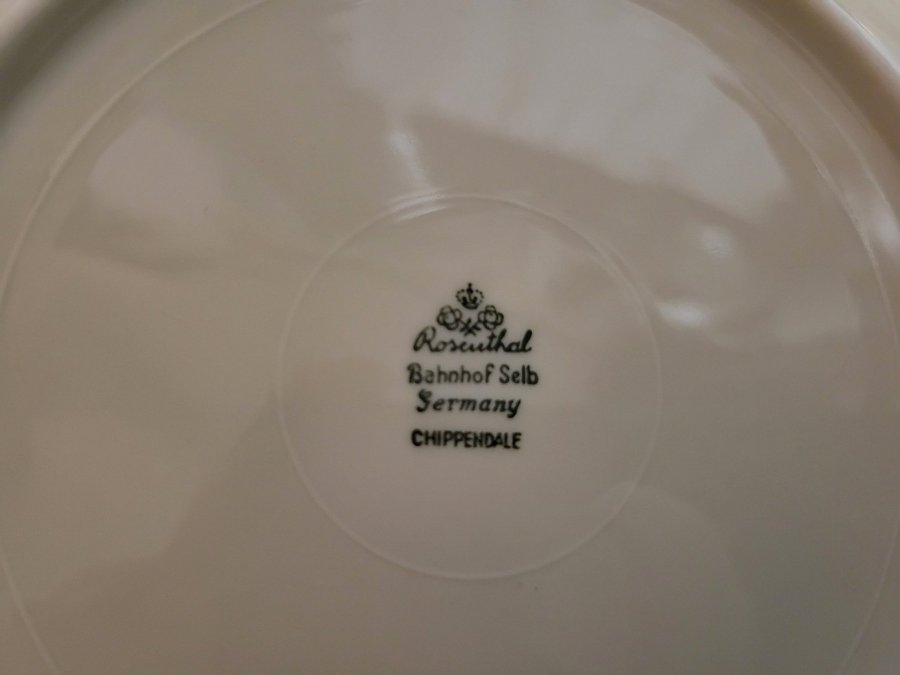 Rosenthal
Bahnhof Selb
Germany
CHIPPENDALE